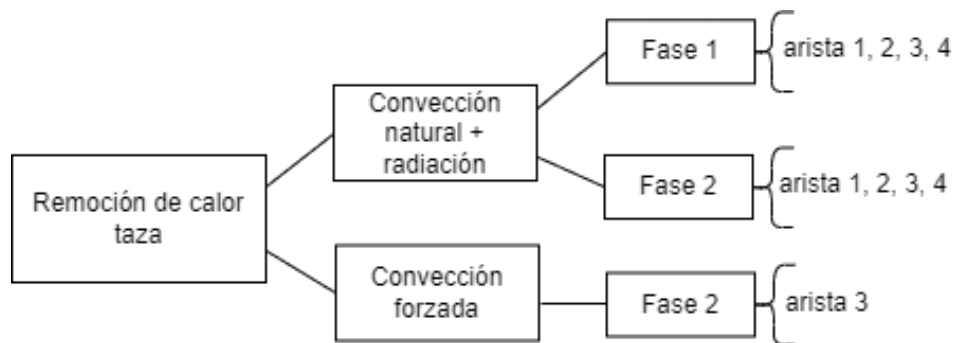 Fase 1
arista 1, 2, 3, 4
Convección
natural +
radiación
Fase 2
arista 1, 2, 3, 4
Remoción de calor
taza
Convección
forzada
Fase 2
arista 3